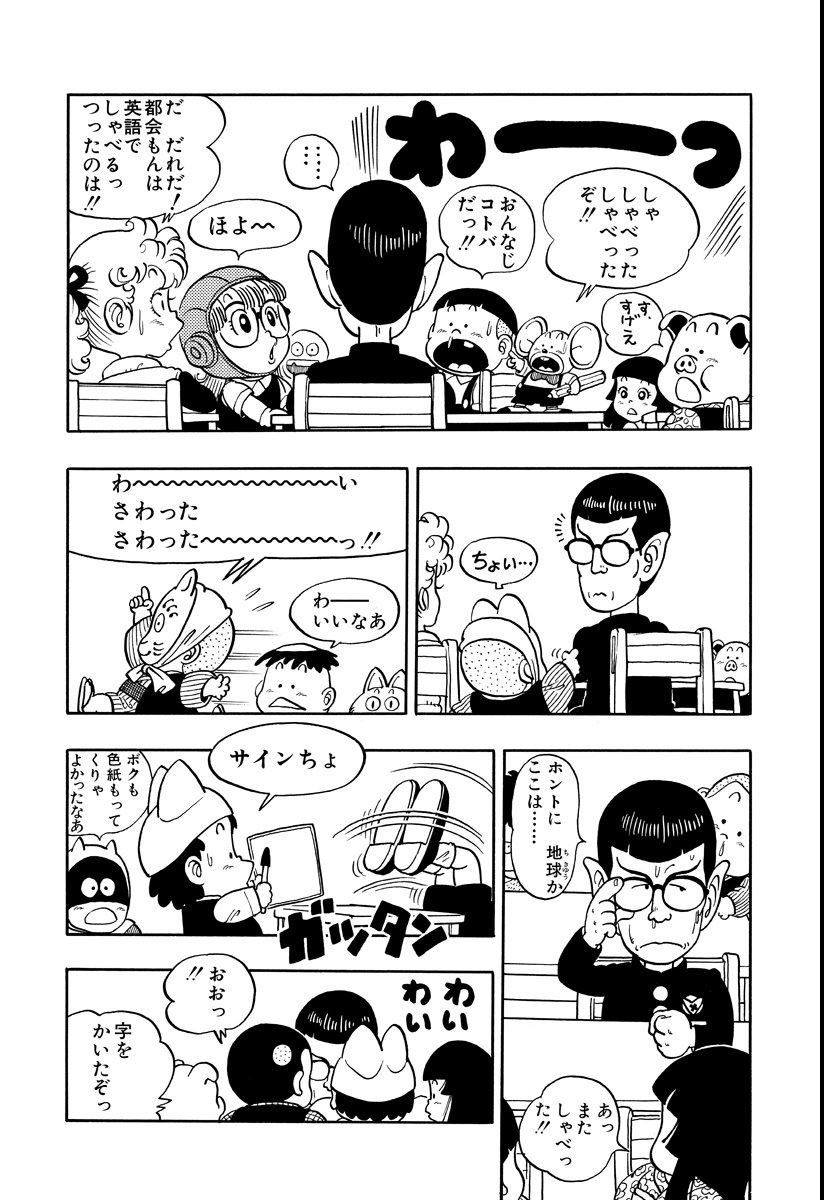 わーーっ
しゃ
しゃべった
しゃべった
ぞ!!
す、
すげえ
おんなじ
コトバ
だっ!!
……
ほよ〜〜
だ だれだ!
都会もんは
英語で
しゃべるっ
つったのは!!
ちょい…
わ〜〜〜〜〜〜〜〜〜〜い
さわった
さわった〜〜〜〜〜〜〜っ!!
わ──
いいなあ
ホントに 地球か
ちきゅう
ここは……
あっ
また
しゃべっ
た!!
サインちょ
ボクも
色紙もって
くりゃ
よかったなあ
ガッタン
わい
わい
おおっ
!!
字を
かいたぞっ